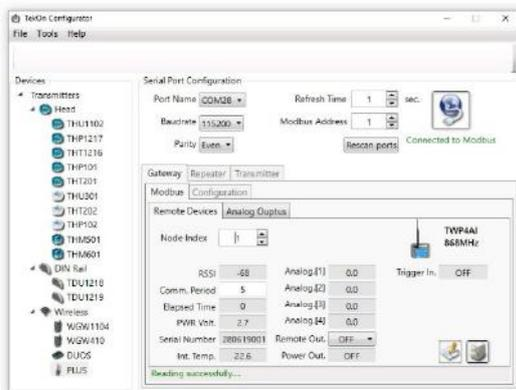 TekOn Configurator
File Tools Help
Devices
Transmitters
Head
THU1102
THP1217
THT1216
THP101
THT201
THU301
THT202
THP102
THM501
THM601
DIN Rail
TDU1218
TDU1219
Wireless
WGW1104
WGW410
DUOS
PLUS
Serial Port Configuration
Port Name COM28 Refresh Time 1 sec.
Baudrate 115200 Modbus Address 1
Parity Even Rescan ports Connected to Modbus
Gateway Repeater Transmitter
Modbus Configuration
Remote Devices Analog Ouptus
Node Index 1 TWP4AI
868MHz
RSSI -68 Analog.[1] 0.0 Trigger In. OFF
Comm. Period 5 Analog.[2] 0.0
Elapsed Time 0 Analog.[3] 0.0
PWR Volt. 2.7 Analog.[4] 0.0
Serial Number 280619001 Remote Out. OFF
Int. Temp. 22.6 Power Out. OFF
Reading successfully....